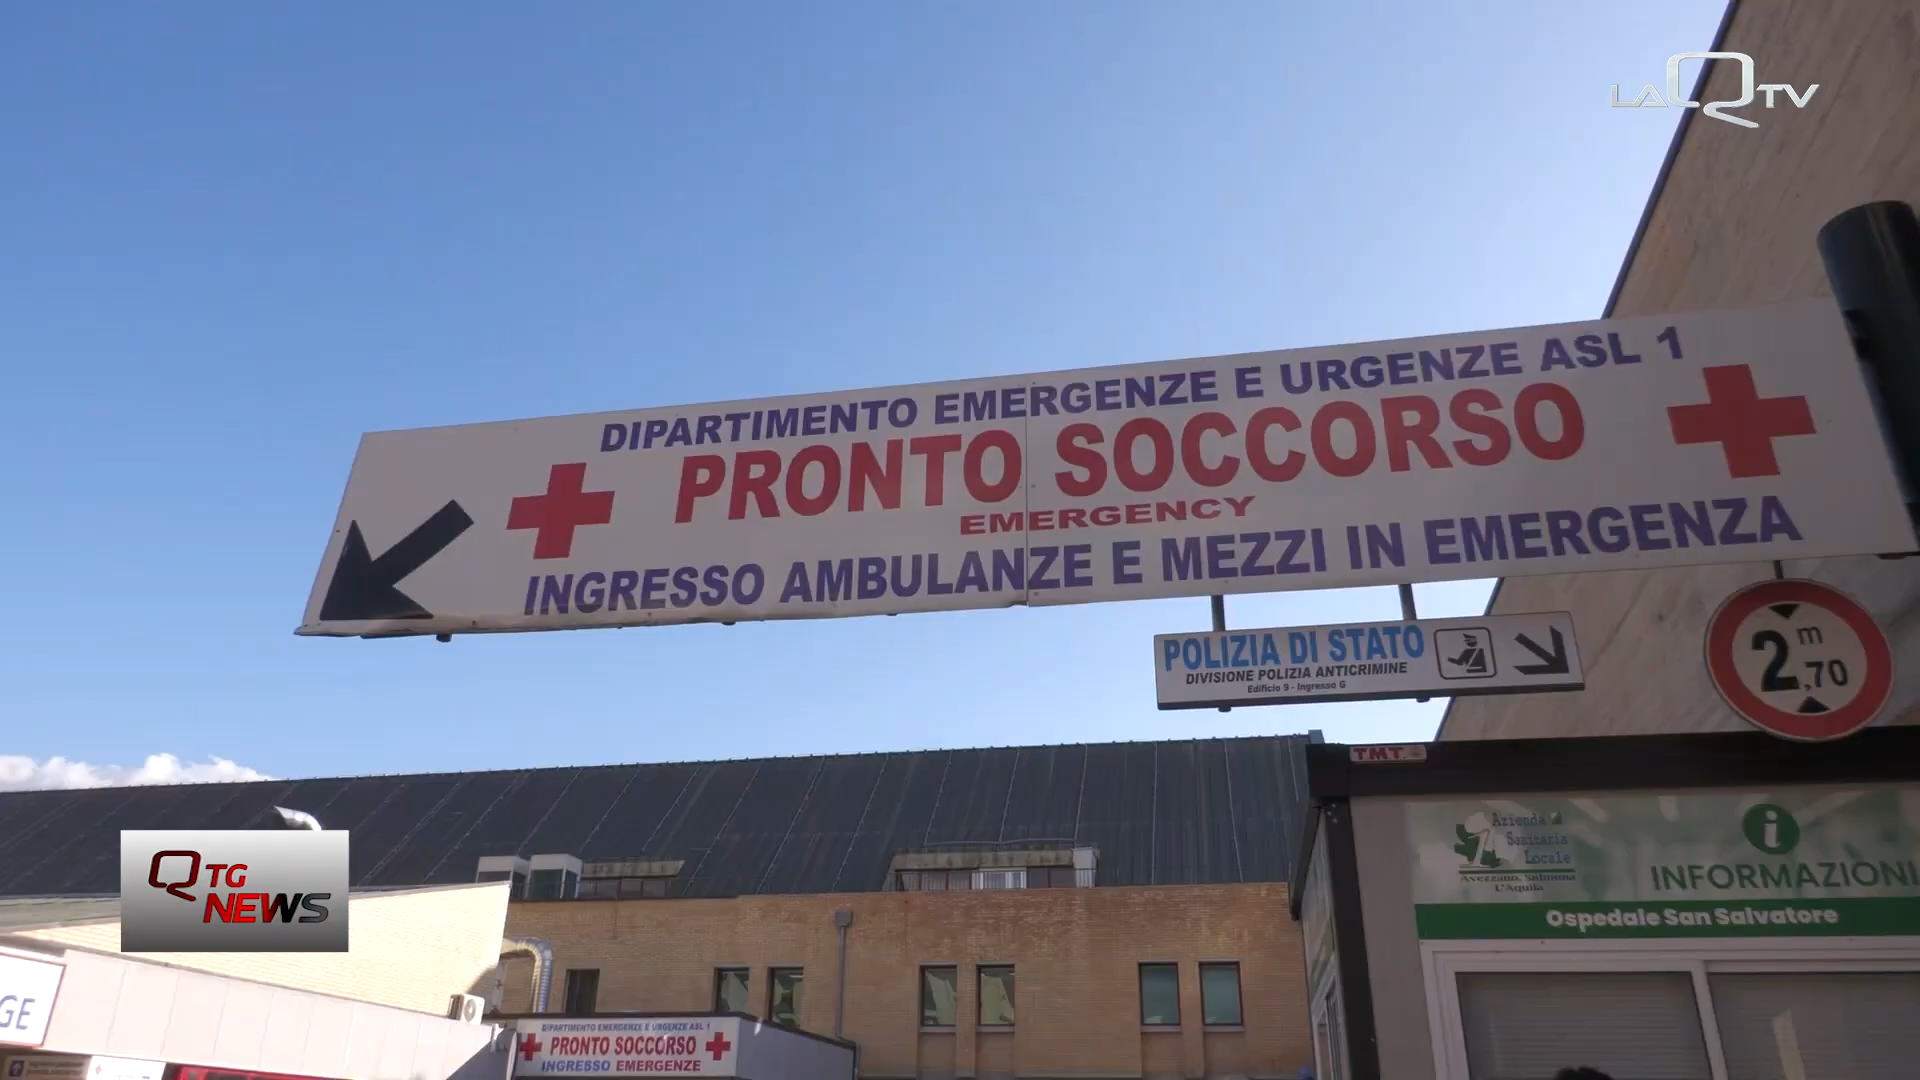 LAQTV
DIPARTIMENTO EMERGENZE E URGENZE ASL 1
PRONTO SOCCORSO
EMERGENCY
INGRESSO AMBULANZE E MEZZI IN EMERGENZA
POLIZIA DI STATO
DIVISIONE POLIZIA ANTICRIMINE
Edificio 9 - Ingresso G
2 m ,70
TMT
Azienda
Sanitaria
Locale
Avezzano, Sulmona
L'Aquila
i
INFORMAZIONI
Ospedale San Salvatore
Q TG
NEWS
GE
DIPARTIMENTO EMERGENZE E URGENZE ASL 1
PRONTO SOCCORSO
INGRESSO EMERGENZE